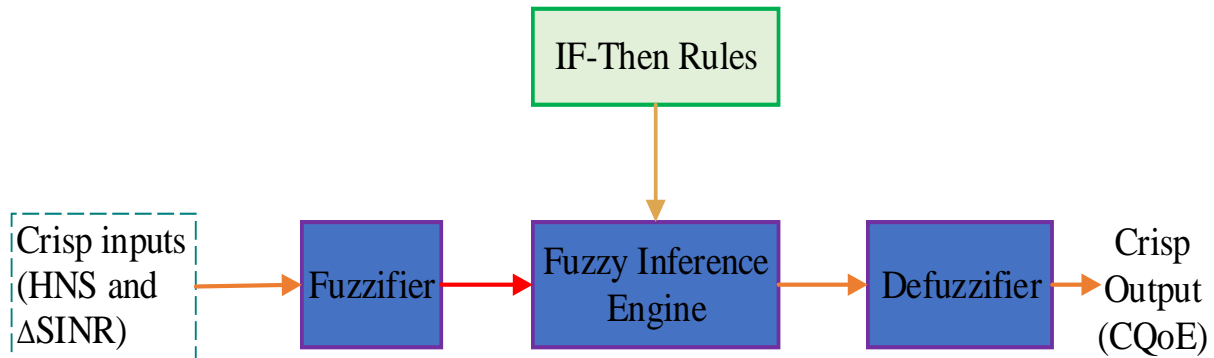 IF-Then Rules
Crisp inputs
(HNS and
ΔSINR)
Fuzzifier
Fuzzy Inference
Engine
Defuzzifier
Crisp
Output
(CQoE)